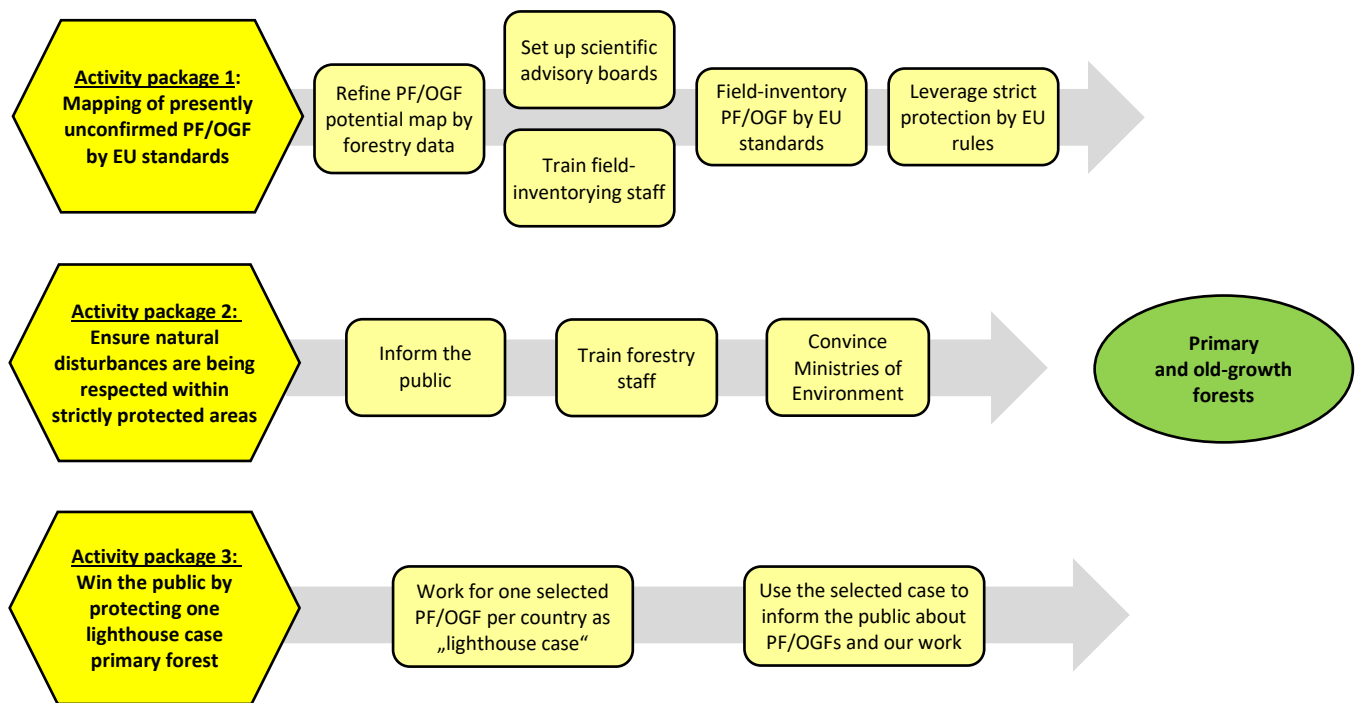 Activity package 1:
Mapping of presently
unconfirmed PF/OGF
by EU standards
Refine PF/OGF
potential map by
forestry data
Set up scientific
advisory boards
Train field-
inventorying staff
Field-inventory
PF/OGF by EU
standards
Leverage strict
protection by EU
rules
Activity package 2:
Ensure natural
disturbances are being
respected within
strictly protected areas
Inform the
public
Train forestry
staff
Convince
Ministries of
Environment
Primary
and old-growth
forests
Activity package 3:
Win the public by
protecting one
lighthouse case
primary forest
Work for one selected
PF/OGF per country as
„lighthouse case“
Use the selected case to
inform the public about
PF/OGFs and our work